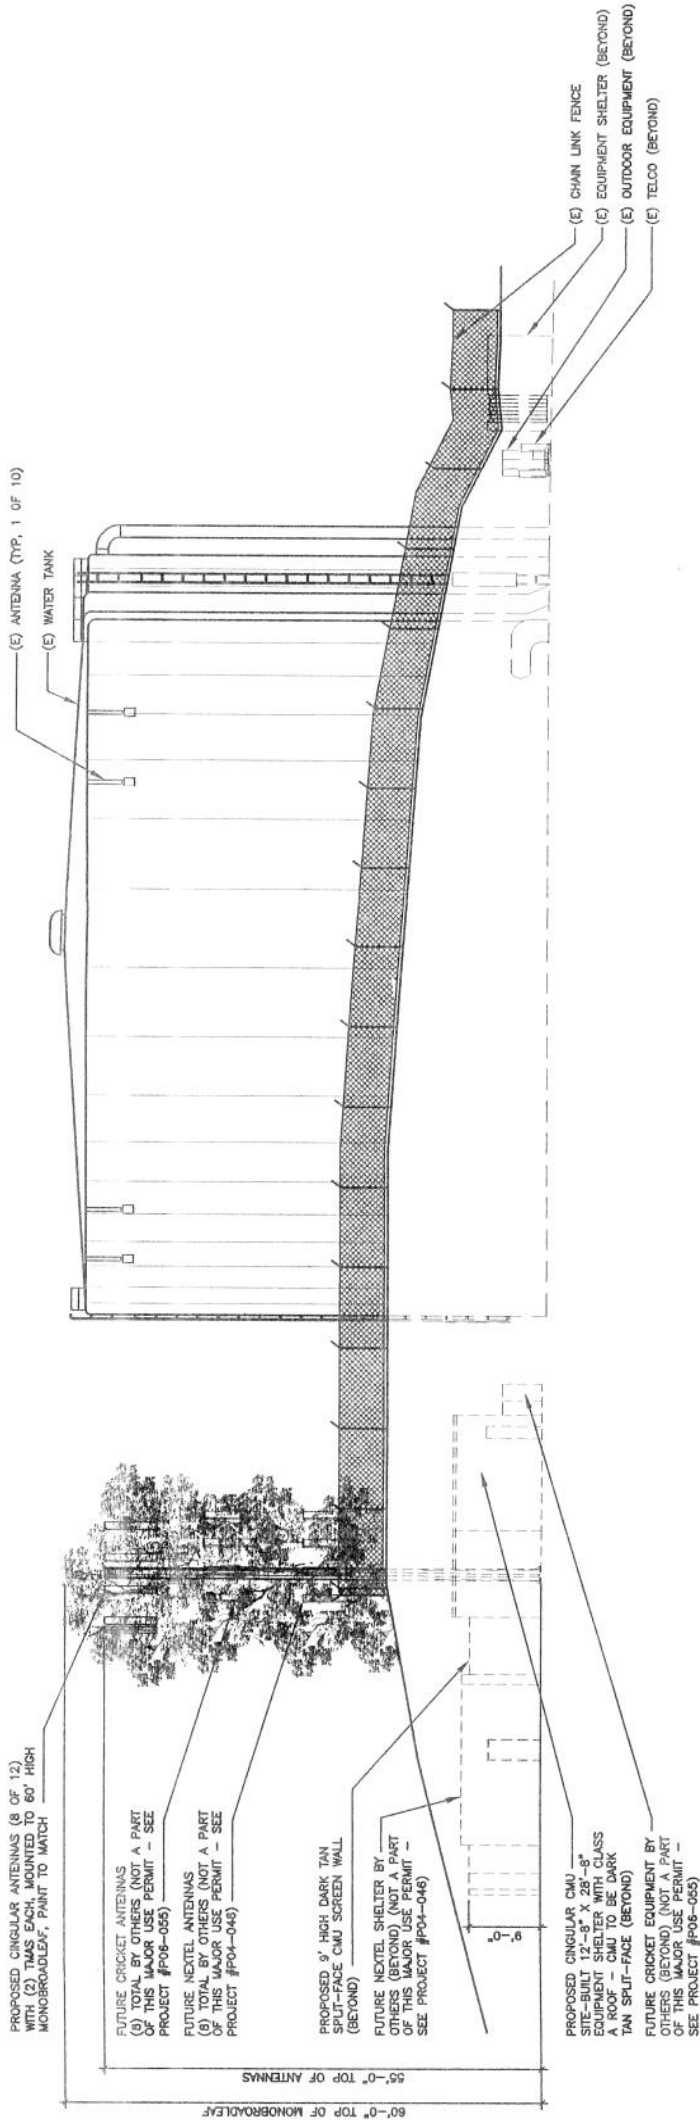 PROPOSED CINGULAR ANTENNAS (8 OF 12)
WITH (2) TMAS EACH, MOUNTED TO 60' HIGH
MONOBROADLEAF, PAINT TO MATCH
FUTURE CRICKET ANTENNAS
(8) TOTAL BY OTHERS (NOT A PART
OF THIS MAJOR USE PERMIT – SEE
PROJECT #P06-055)
FUTURE NEXTEL ANTENNAS
(8) TOTAL BY OTHERS (NOT A PART
OF THIS MAJOR USE PERMIT – SEE
PROJECT #P04-046)
PROPOSED 9' HIGH DARK TAN
SPLIT-FACE CMU SCREEN WALL
(BEYOND)
FUTURE NEXTEL SHELTER BY
OTHERS (BEYOND) (NOT A PART
OF THIS MAJOR USE PERMIT –
SEE PROJECT #P04-046)
PROPOSED CINGULAR CMU
SITE-BUILT 12'-8" X 28'-8"
EQUIPMENT SHELTER WITH CLASS
A ROOF – CMU TO BE DARK
TAN SPLIT-FACE (BEYOND)
FUTURE CRICKET EQUIPMENT BY
OTHERS (BEYOND) (NOT A PART
OF THIS MAJOR USE PERMIT –
SEE PROJECT #P06-055)
60'-0" TOP OF MONOBROADLEAF
55'-0" TOP OF ANTENNAS
9'-0"
(E) ANTENNA (TYP, 1 OF 10)
(E) WATER TANK
(E) CHAIN LINK FENCE
(E) EQUIPMENT SHELTER (BEYOND)
(E) OUTDOOR EQUIPMENT (BEYOND)
(E) TELCO (BEYOND)